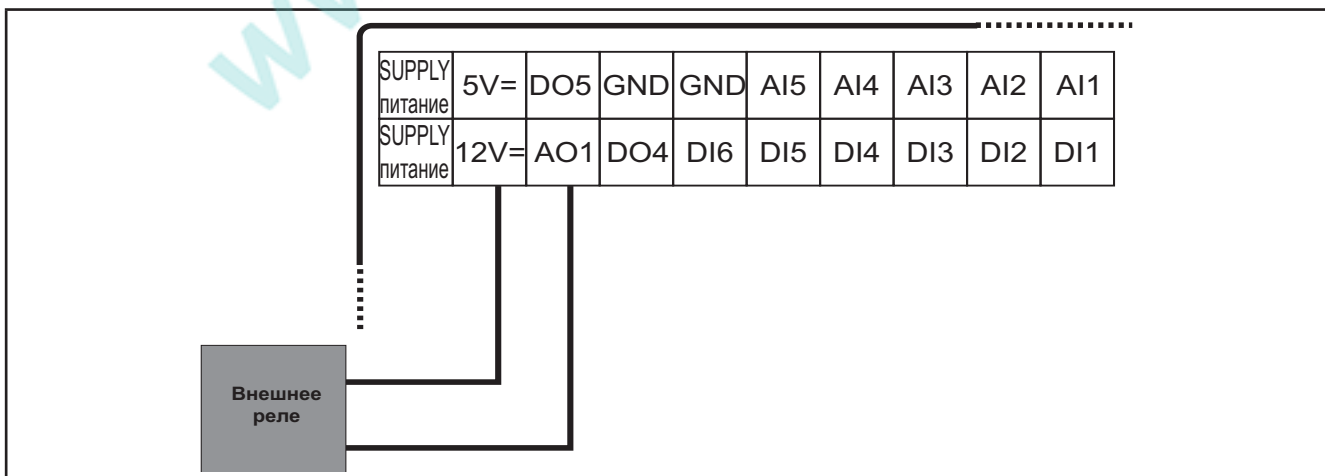 SUPPLY питание 5V= DO5 GND GND AI5 AI4 AI3 AI2 AI1
SUPPLY питание 12V= AO1 DO4 DI6 DI5 DI4 DI3 DI2 DI1
Внешнее
реле